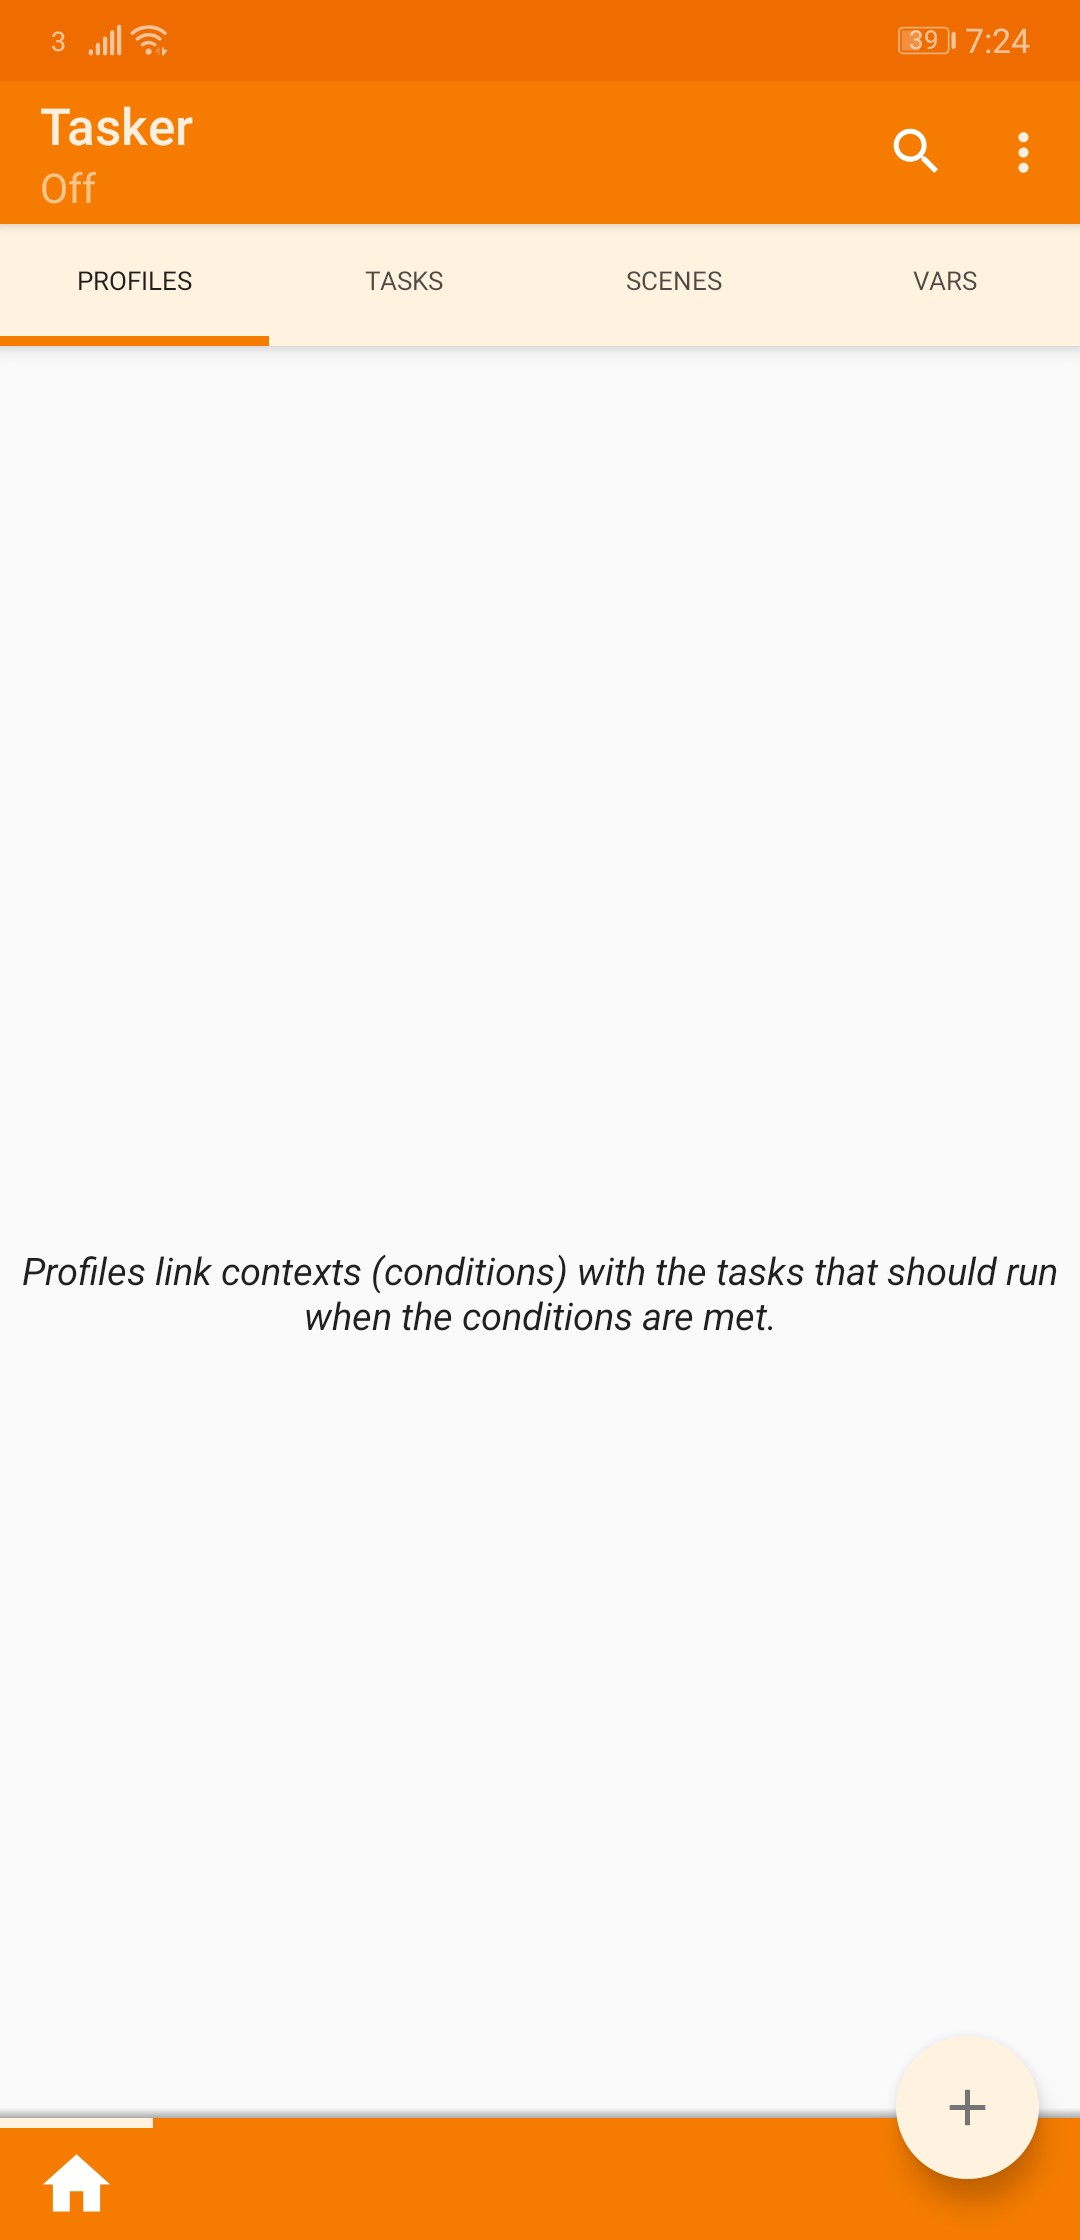 3
39 7:24
Tasker
Off
PROFILES TASKS SCENES VARS
Profiles link contexts (conditions) with the tasks that should run
when the conditions are met.